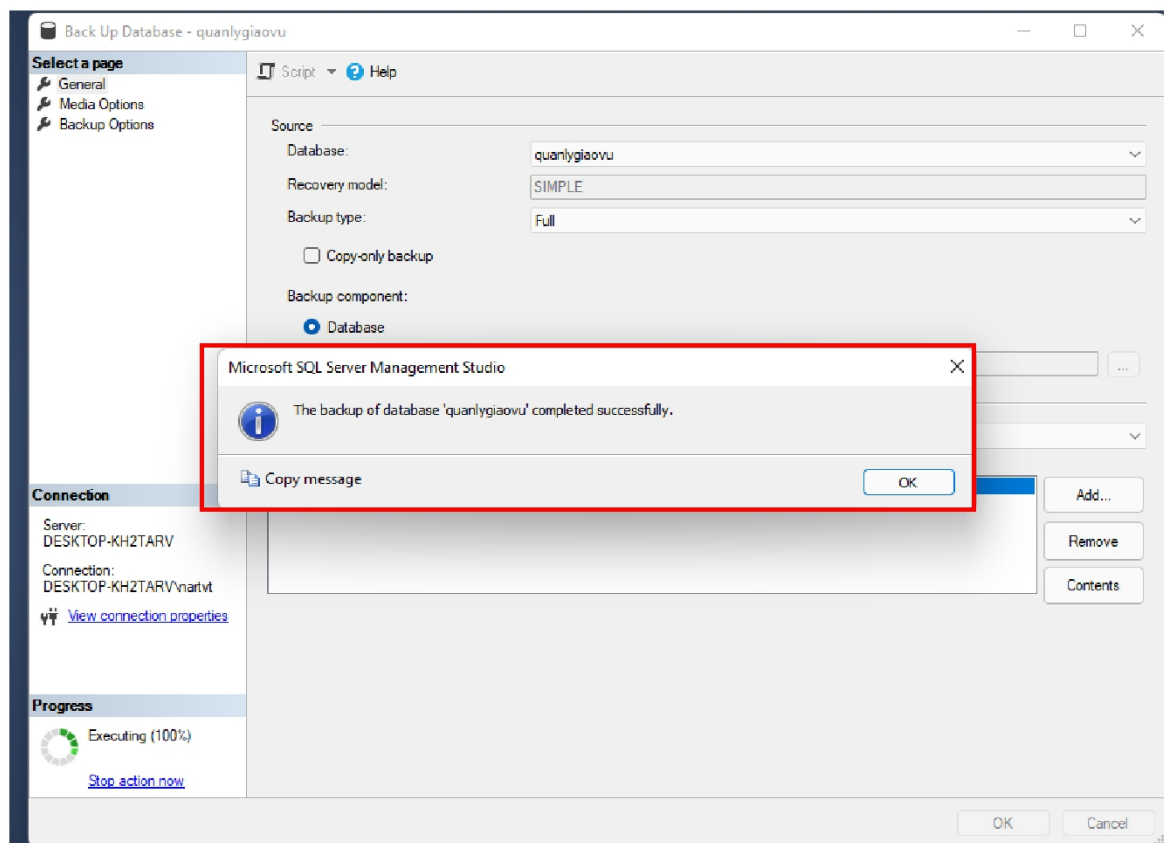 Back Up Database - quanlygiaovu
Select a page
General
Media Options
Backup Options
Script
Help
Source
Database:
quanlygiaovu
Recovery model:
SIMPLE
Backup type:
Full
Copy-only backup
Backup component:
Database
...
Microsoft SQL Server Management Studio
The backup of database 'quanlygiaovu' completed successfully.
Copy message
OK
Add...
Remove
Contents
Connection
Server:
DESKTOP-KH2TARV
Connection:
DESKTOP-KH2TARV\nartvt
View connection properties
Progress
Executing (100%)
Stop action now
OK
Cancel